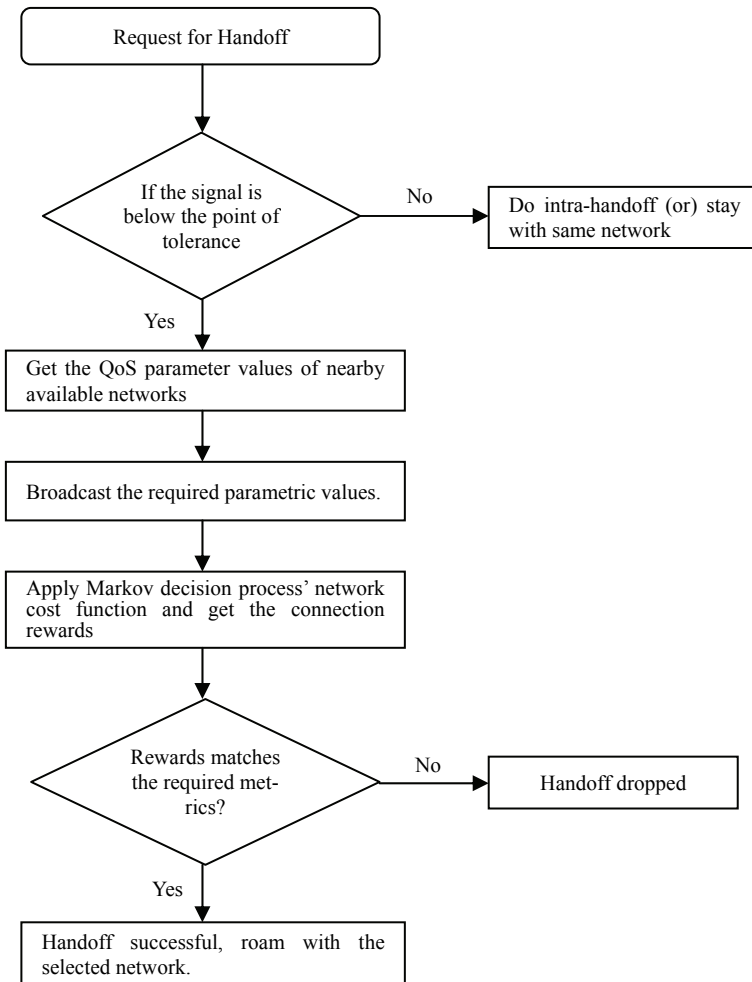 Request for Handoff
If the signal is
below the point of
tolerance
No
Do intra-handoff (or) stay
with same network
Yes
Get the QoS parameter values of nearby
available networks
Broadcast the required parametric values.
Apply Markov decision process’ network
cost function and get the connection
rewards
Rewards matches
the required met-
rics?
No
Handoff dropped
Yes
Handoff successful, roam with the
selected network.